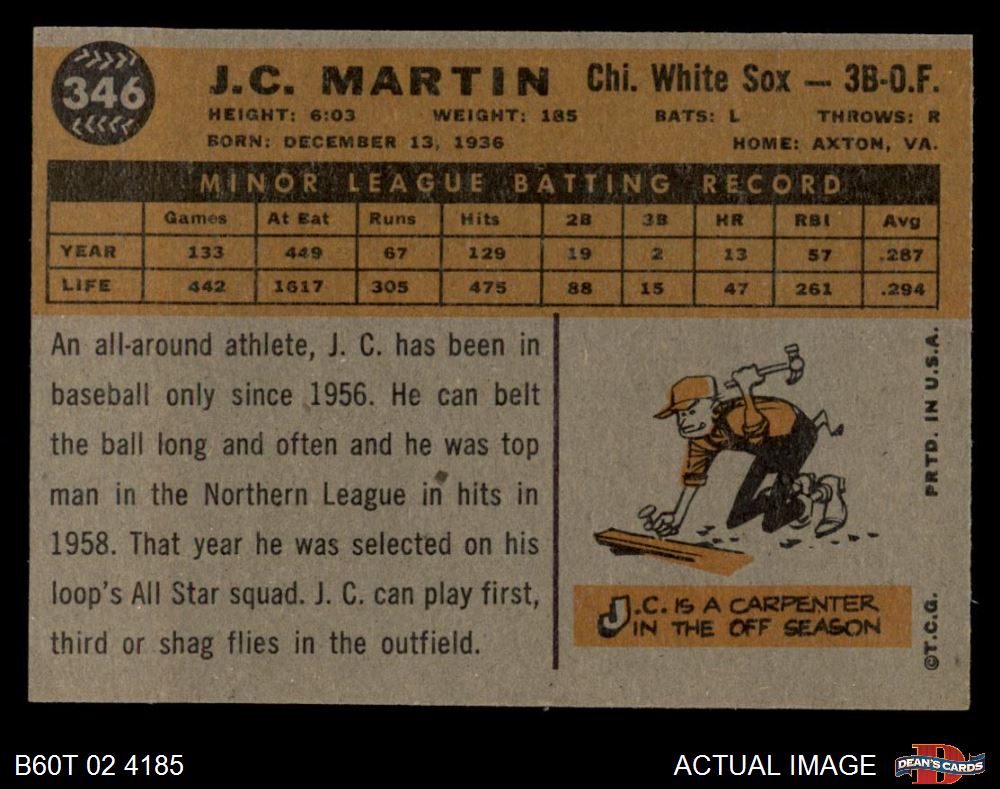 346
J.C. MARTIN Chi. White Sox — 3B-O.F.
HEIGHT: 6:03 WEIGHT: 185 BATS: L THROWS: R
BORN: DECEMBER 13, 1936 HOME: AXTON, VA.
MINOR LEAGUE BATTING RECORD
Games At Bat Runs Hits 2B 3B HR RBI Avg
YEAR 133 449 67 129 19 2 13 57 .287
LIFE 442 1617 305 475 88 15 47 261 .294
An all-around athlete, J. C. has been in
baseball only since 1956. He can belt
the ball long and often and he was top
man in the Northern League in hits in
1958. That year he was selected on his
loop's All Star squad. J. C. can play first,
third or shag flies in the outfield.
J.C. IS A CARPENTER
IN THE OFF SEASON
©T.C.G. PRTD. IN U.S.A.
B60T 02 4185
ACTUAL IMAGE
DEAN'S CARDS